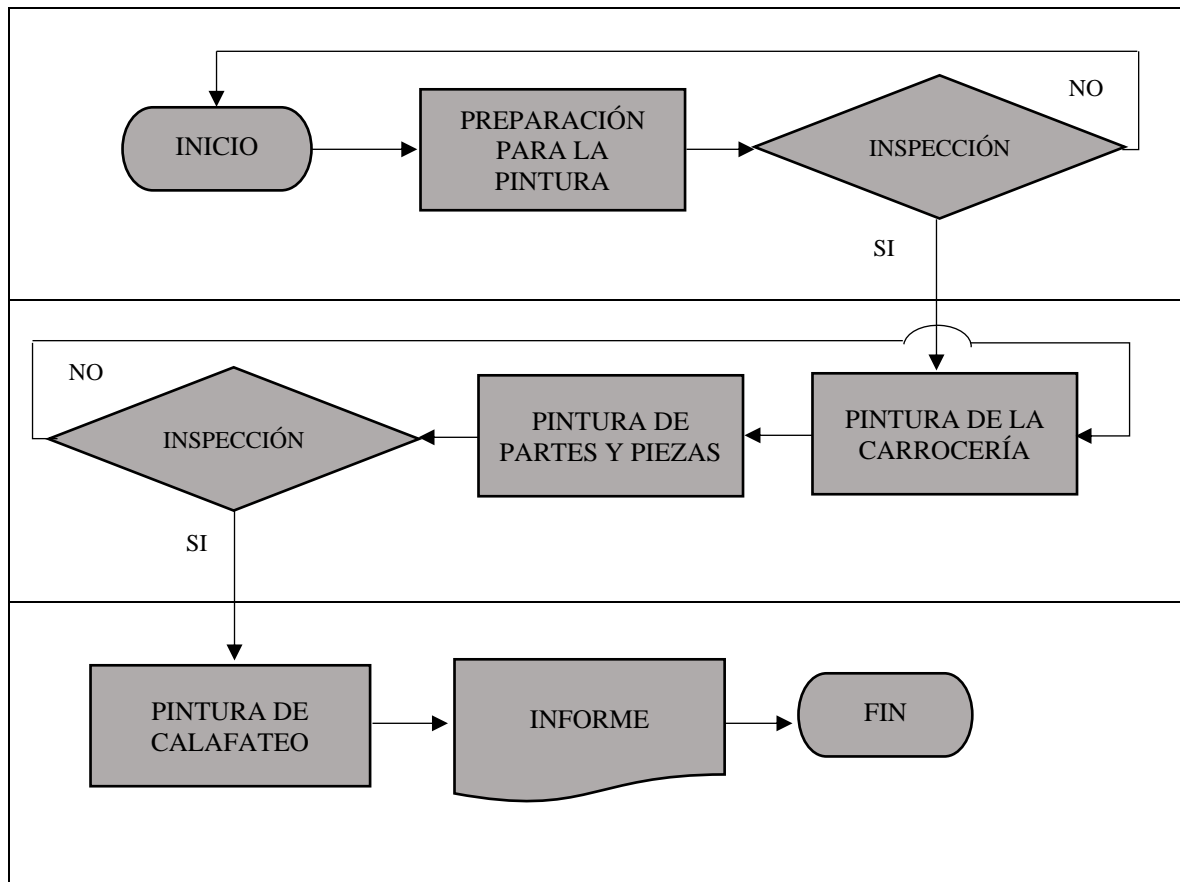 INICIO
PREPARACIÓN
PARA LA
PINTURA
INSPECCIÓN
NO
SI
NO
INSPECCIÓN
PINTURA DE
PARTES Y PIEZAS
PINTURA DE LA
CARROCERÍA
SI
PINTURA DE
CALAFATEO
INFORME
FIN